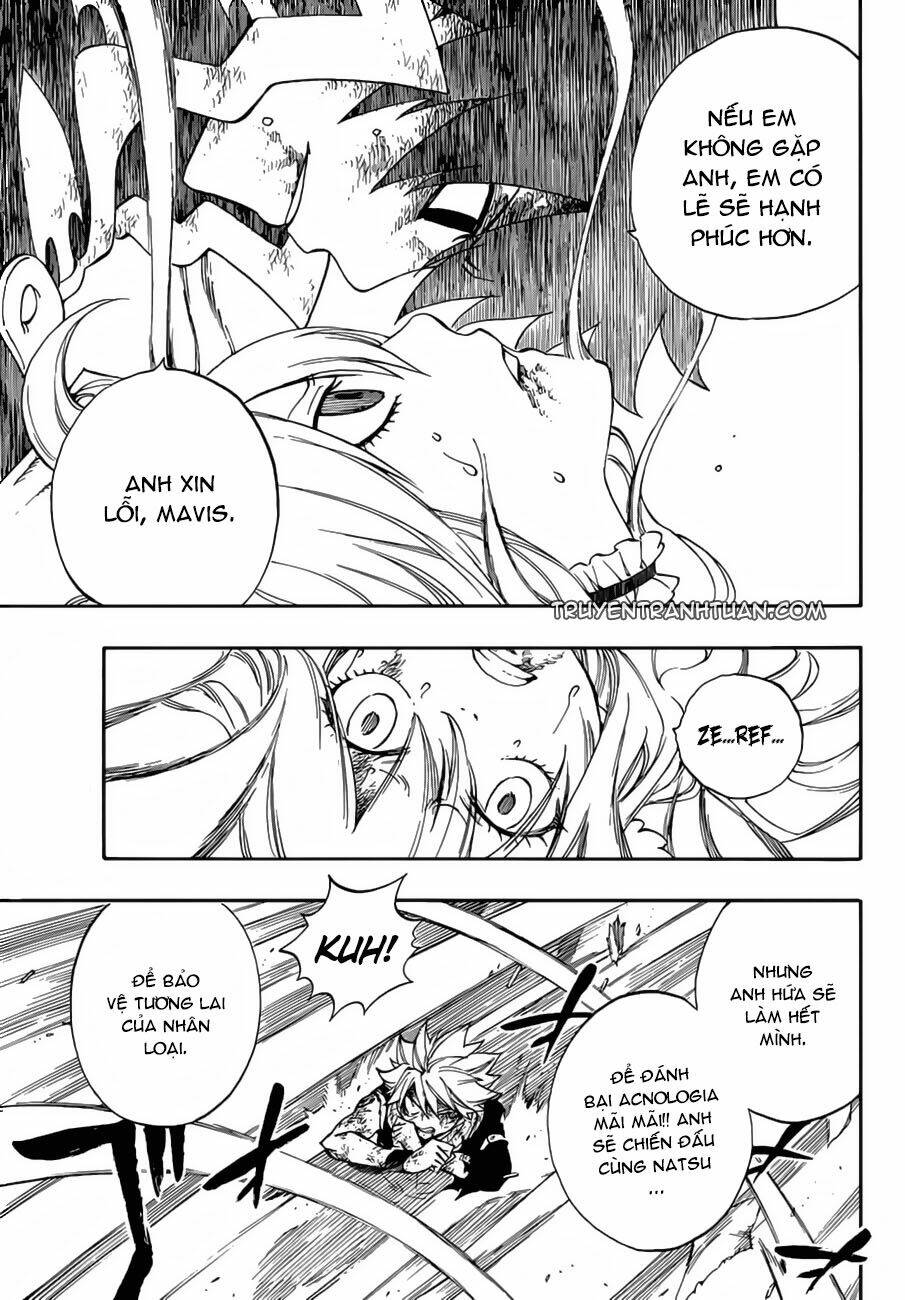 NẾU EM
KHÔNG GẶP
ANH, EM CÓ
LẼ SẼ HẠNH
PHÚC HƠN.
ANH XIN
LỖI, MAVIS.
TRUYENTRANHTUAN.COM
ZE...REF...
NHƯNG
ANH HỨA SẼ
LÀM HẾT
MÌNH.
ĐỂ ĐÁNH
BẠI ACNOLOGIA
MÃI MÃI!! ANH
SẼ CHIẾN ĐẤU
CÙNG NATSU
...
KUH!
ĐỂ BẢO
VỆ TƯƠNG LAI
CỦA NHÂN
LOẠI.